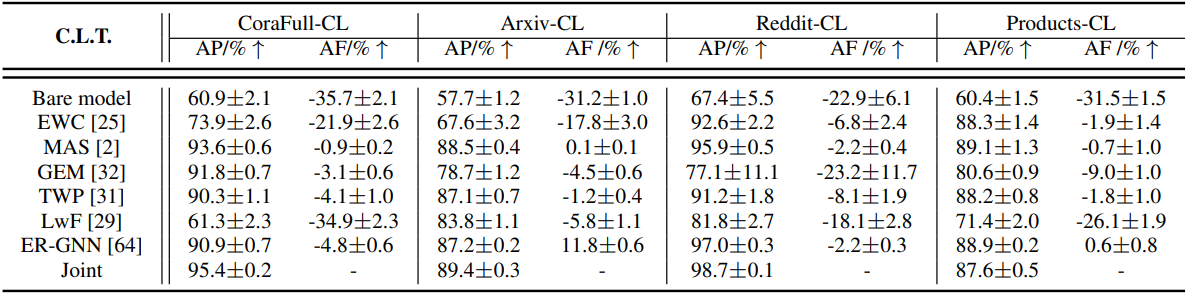 C.L.T. CoraFull-CL Arxiv-CL Reddit-CL Products-CL
AP/% ↑ AF/% ↑ AP/% ↑ AF /% ↑ AP/% ↑ AF /% ↑ AP/% ↑ AF /% ↑
Bare model 60.9±2.1 -35.7±2.1 57.7±1.2 -31.2±1.0 67.4±5.5 -22.9±6.1 60.4±1.5 -31.5±1.5
EWC [25] 73.9±2.6 -21.9±2.6 67.6±3.2 -17.8±3.0 92.6±2.2 -6.8±2.4 88.3±1.4 -1.9±1.4
MAS [2] 93.6±0.6 -0.9±0.2 88.5±0.4 0.1±0.1 95.9±0.5 -2.2±0.4 89.1±1.3 -0.7±1.0
GEM [32] 91.8±0.7 -3.1±0.6 78.7±1.2 -4.5±0.6 77.1±11.1 -23.2±11.7 80.6±0.9 -9.0±1.0
TWP [31] 90.3±1.1 -4.1±1.0 87.1±0.7 -1.2±0.4 91.2±1.8 -8.1±1.9 88.2±0.8 -1.8±1.0
LwF [29] 61.3±2.3 -34.9±2.3 83.8±1.1 -5.8±1.1 81.8±2.7 -18.1±2.8 71.4±2.0 -26.1±1.9
ER-GNN [64] 90.9±0.7 -4.8±0.6 87.2±0.2 11.8±0.6 97.0±0.3 -2.2±0.3 88.9±0.2 0.6±0.8
Joint 95.4±0.2 - 89.4±0.3 - 98.7±0.1 - 87.6±0.5 -